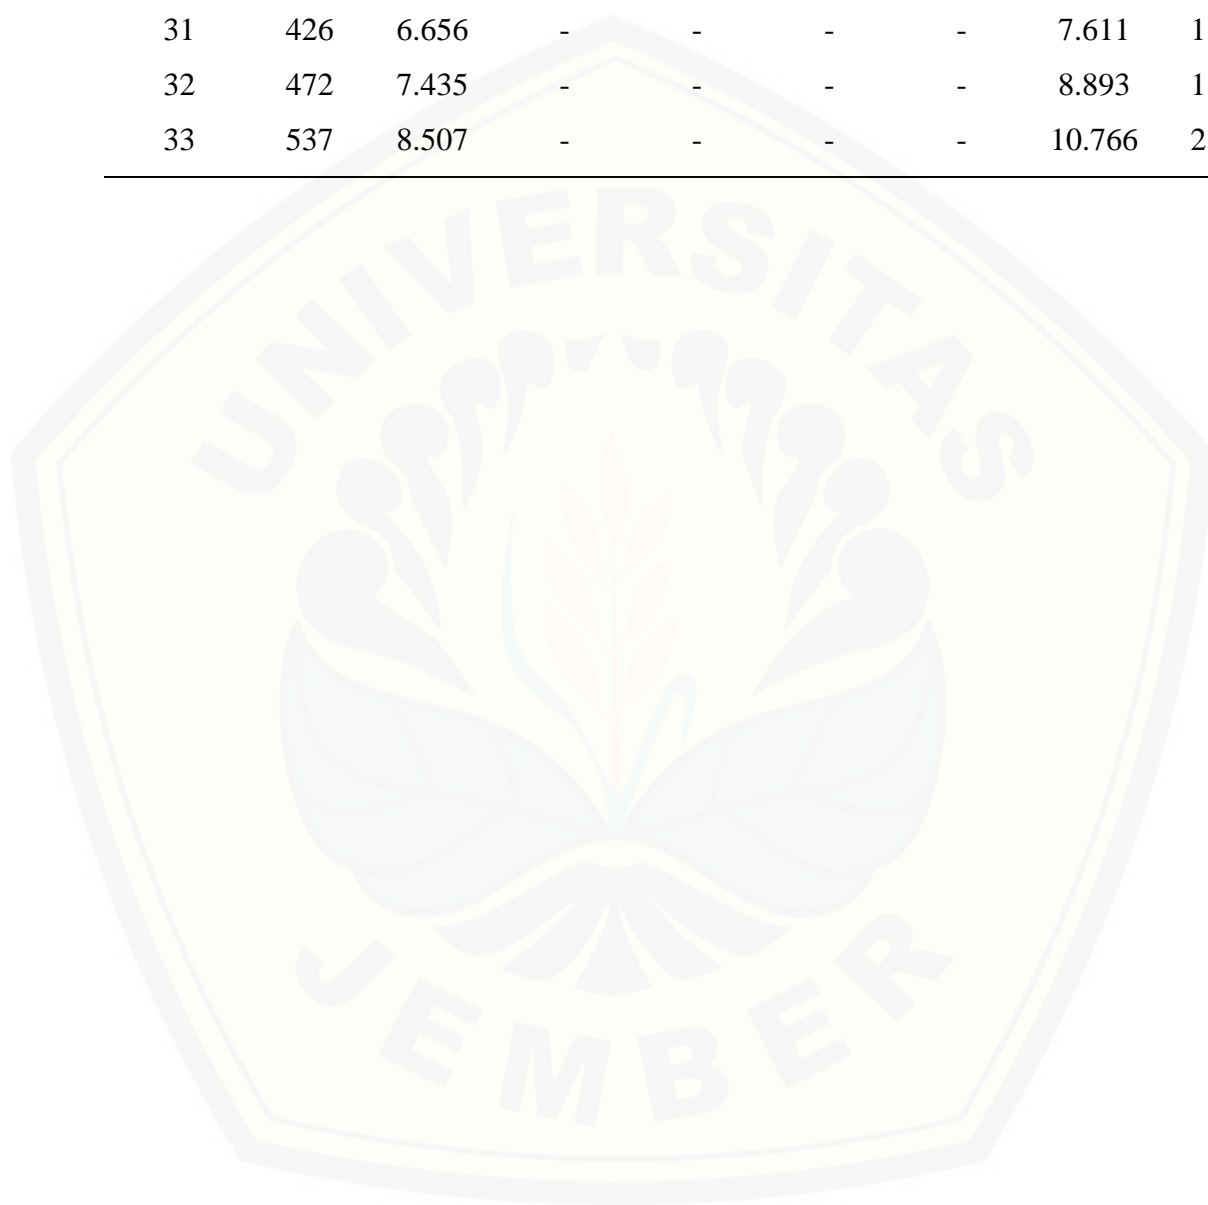 31 426 6.656 - - - - 7.611 1
32 472 7.435 - - - - 8.893 1
33 537 8.507 - - - - 10.766 2
UNIVERSITAS
JEMBER